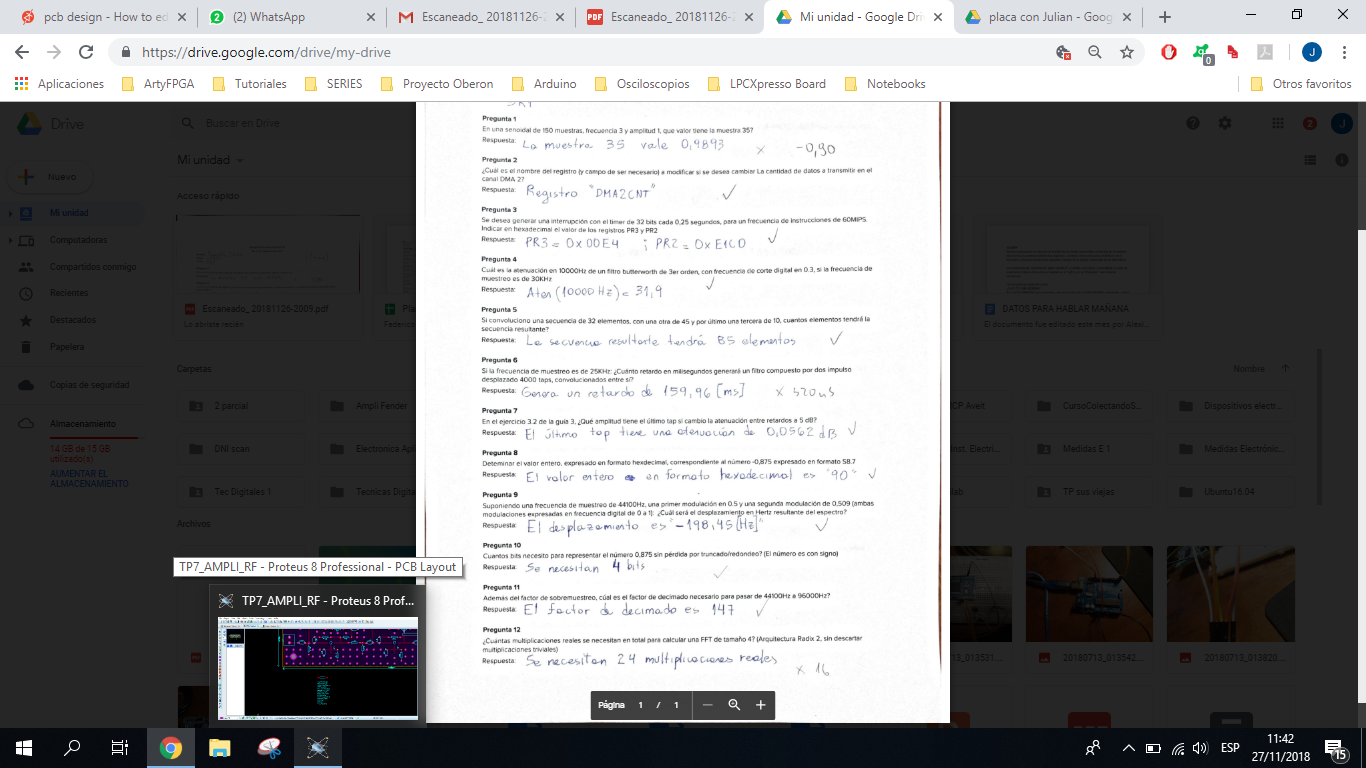 pcb design - How to ed
(2) WhatsApp
Escaneado_ 20181126-2
Escaneado_ 20181126-2
Mi unidad - Google Dri
placa con Julian - Goog
https://drive.google.com/drive/my-drive
0
J
Aplicaciones
ArtyFPGA
Tutoriales
SERIES
Proyecto Oberon
Arduino
Osciloscopios
LPCXpresso Board
Notebooks
Otros favoritos
Drive
Buscar en Drive
2
J
Mi unidad
Nuevo
Acceso rápido
Mi unidad
Computadoras
Compartidos conmigo
Recientes
Destacados
Papelera
Copias de seguridad
Almacenamiento
14 GB de 15 GB
utilizado(s)
AUMENTAR EL
ALMACENAMIENTO
Escaneado_ 20181126-2009.pdf
Lo abriste recién
DATOS PARA HABLAR MAÑANA
Carpetas
Nombre
2 parcial
Ampli Fender
CursoColectandoS...
Dispositivos electr...
DNI scan
Electronica Aplic
Medidas E 1
Medidas Electrónic
Tec Digitales 1
Tecnicas Digitales
TP sus viejas
Ubuntu16.04
Archivos
20180713_013531.
20180713_013542...
20180713_013820...
Pregunta 1
En una senoidal de 150 muestras, frecuencia 3 y amplitud 1, que valor tiene la muestra 35?
Respuesta: La muestra 35 vale 0,9893 x -0,90
Pregunta 2
¿Cuál es el nombre del registro (y campo de ser necesario) a modificar si se desea cambiar La cantidad de datos a transmitir en el
canal DMA 2?
Respuesta: Registro "DMA2CNT" ✓
Pregunta 3
Se desea generar una interrupción con el timer de 32 bits cada 0,25 segundos, para un frecuencia de instrucciones de 60MIPS.
Indicar en hexadecimal el valor de los registros PR3 y PR2
Respuesta: PR3 = 0x00E4 ; PR2 = 0xE1C0 ✓
Pregunta 4
Cuál es la atenuación en 10000Hz de un filtro butterworth de 3er orden, con frecuencia de corte digital en 0.3, si la frecuencia de
muestreo es de 30KHz
Respuesta: Aten(10000Hz) = 31,9 ✓
Pregunta 5
Si convoluciono una secuencia de 32 elementos, con una otra de 45 y por último una tercera de 10, cuantos elementos tendrá la
secuencia resultante?
Respuesta: La secuencia resultante tendrá 85 elementos ✓
Pregunta 6
Si la frecuencia de muestreo es de 25KHz: ¿Cuánto retardo en milisegundos generará un filtro compuesto por dos impulso
desplazado 4000 taps, convolucionados entre sí?
Respuesta: Genera un retardo de 159,96 [ms] x 320ms
Pregunta 7
En el ejercicio 3.2 de la guía 3, ¿Qué amplitud tiene el último tap si cambio la atenuación entre retardos a 5 dB?
Respuesta: El último tap tiene una atenuación de 0,0562 dB ✓
Pregunta 8
Determinar el valor entero, expresado en formato hexdecimal, correspondiente al número -0,875 expresado en formato S8.7
Respuesta: El valor entero en formato hexadecimal es "90" ✓
Pregunta 9
Suponiendo una frecuencia de muestreo de 44100Hz, una primer modulación en 0.5 y una segunda modulación de 0,509 (ambas
modulaciones expresadas en frecuencia digital de 0 a 1): ¿Cuál será el desplazamiento en Hertz resultante del espectro?
Respuesta: El desplazamiento es "-198,45[Hz]" ✓
Pregunta 10
Cuantos bits necesito para representar el número 0,875 sin pérdida por truncado/redondeo? (El número es con signo)
Respuesta: Se necesitan 4 bits ✓
Pregunta 11
Además del factor de sobremuestreo, cúal es el factor de decimado necesario para pasar de 44100Hz a 96000Hz?
Respuesta: El factor de decimado es 147 ✓
Pregunta 12
¿Cuántas multiplicaciones reales se necesitan en total para calcular una FFT de tamaño 4? (Arquitectura Radix 2, sin descartar
multiplicaciones triviales)
Respuesta: Se necesitan 24 multiplicaciones reales x 16
Página 1 / 1
TP7_AMPLI_RF - Proteus 8 Professional - PCB Layout
TP7_AMPLI_RF - Proteus 8 Prof...
ESP
11:42
27/11/2018
15